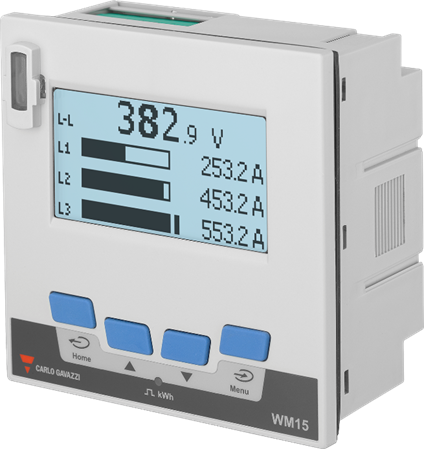 L-L 382.9 V
L1 253.2 A
L2 453.2 A
L3 553.2 A
Home
Menu
CARLO GAVAZZI
kWh
WM15